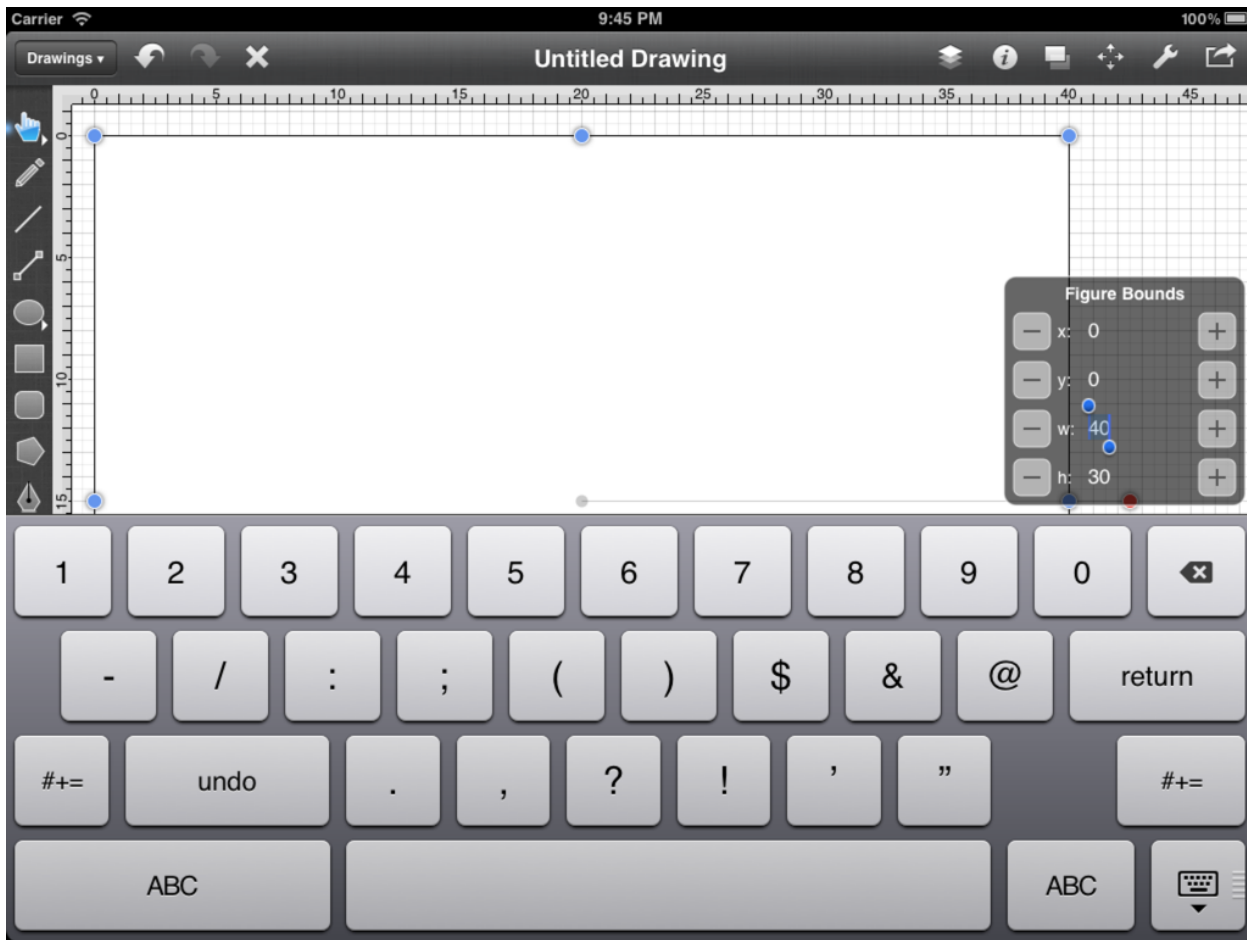 Carrier 9:45 PM 100%
Drawings ▾ Untitled Drawing
0 5 10 15 20 25 30 35 40 45
0
5
10
15
Figure Bounds
− x: 0 +
− y: 0 +
− w: 40 +
− h: 30 +
1 2 3 4 5 6 7 8 9 0
- / : ; ( ) $ & @ return
#+= undo . , ? ! ’ ” #+=
ABC ABC